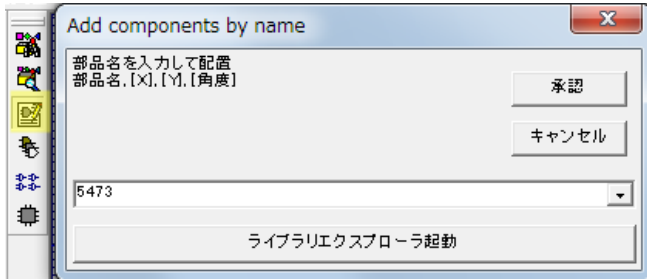 Add components by name
部品名を入力して配置
部品名,[X],[Y],[角度]
承認
キャンセル
5473
ライブラリエクスプローラ起動